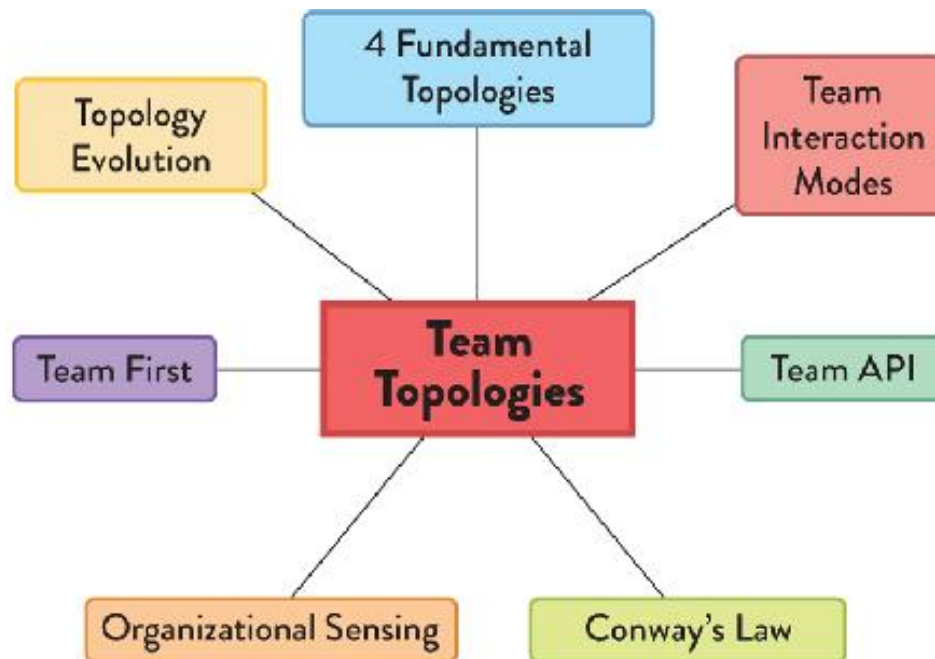 4 Fundamental
Topologies
Topology
Evolution
Team
Interaction
Modes
Team First
Team
Topologies
Team API
Organizational Sensing
Conway's Law